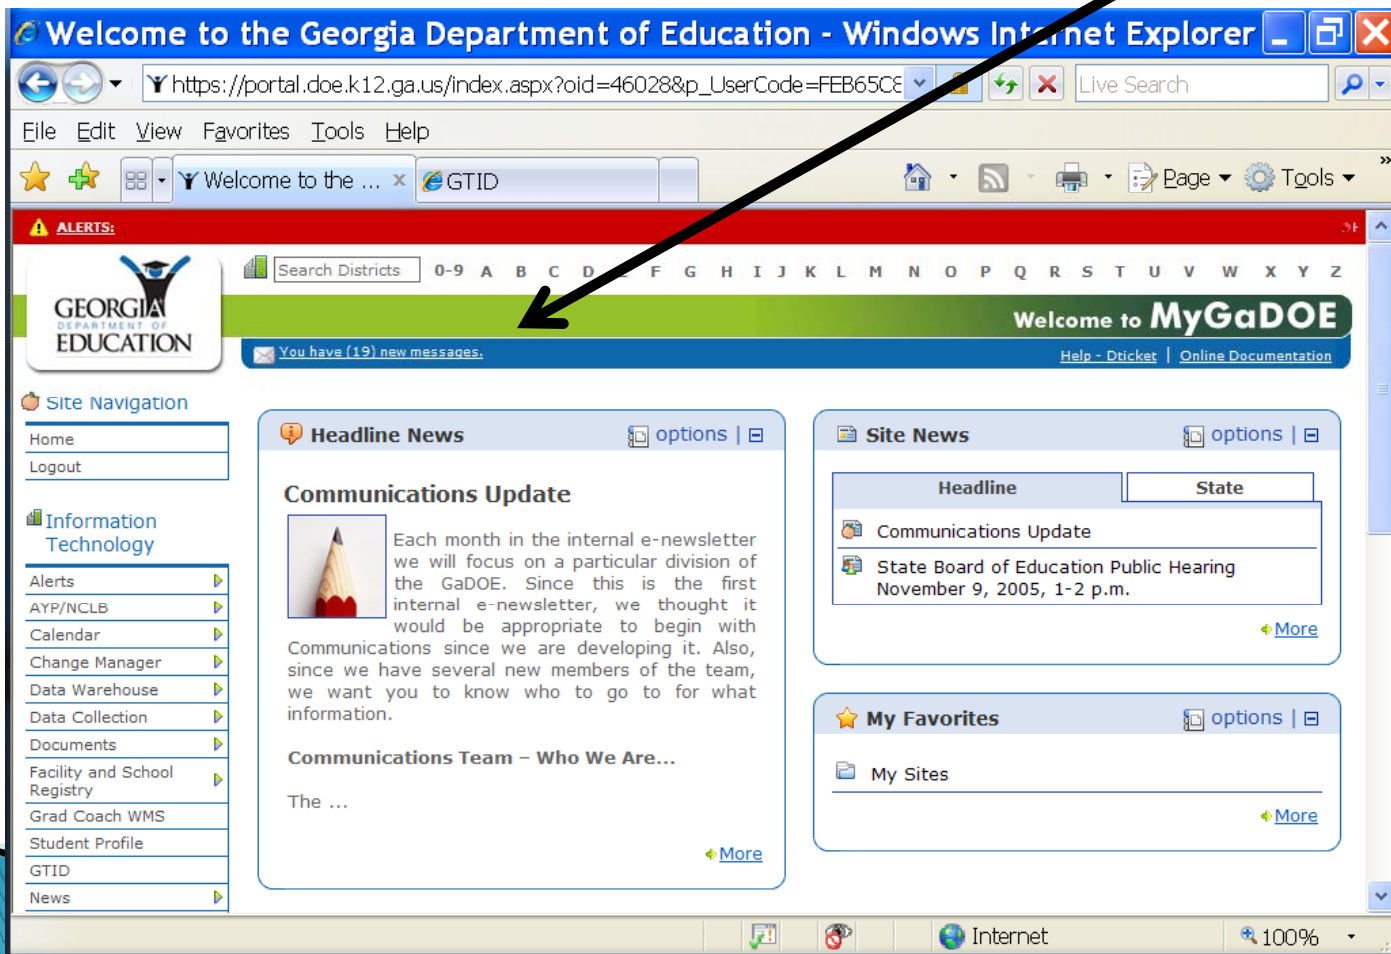 Welcome to the Georgia Department of Education - Windows Internet Explorer
https://portal.doe.k12.ga.us/index.aspx?oid=46028&p_UserCode=FEB65C8
Live Search
File Edit View Favorites Tools Help
Welcome to the ... x
GTID
Page
Tools
»
ALERTS:
GEORGIA
DEPARTMENT OF
EDUCATION
Search Districts
0-9 A B C D E F G H I J K L M N O P Q R S T U V W X Y Z
Welcome to MyGaDOE
You have (19) new messages.
Help - Dticket | Online Documentation
Site Navigation
Home
Logout
Information
Technology
Alerts
AYP/NCLB
Calendar
Change Manager
Data Warehouse
Data Collection
Documents
Facility and School
Registry
Grad Coach WMS
Student Profile
GTID
News
Headline News
options |
Communications Update
Each month in the internal e-newsletter
we will focus on a particular division of
the GaDOE. Since this is the first
internal e-newsletter, we thought it
would be appropriate to begin with
Communications since we are developing it. Also,
since we have several new members of the team,
we want you to know who to go to for what
information.
Communications Team – Who We Are...
The ...
More
Site News
options |
Headline
State
Communications Update
State Board of Education Public Hearing
November 9, 2005, 1-2 p.m.
More
My Favorites
options |
My Sites
More
Internet
100%